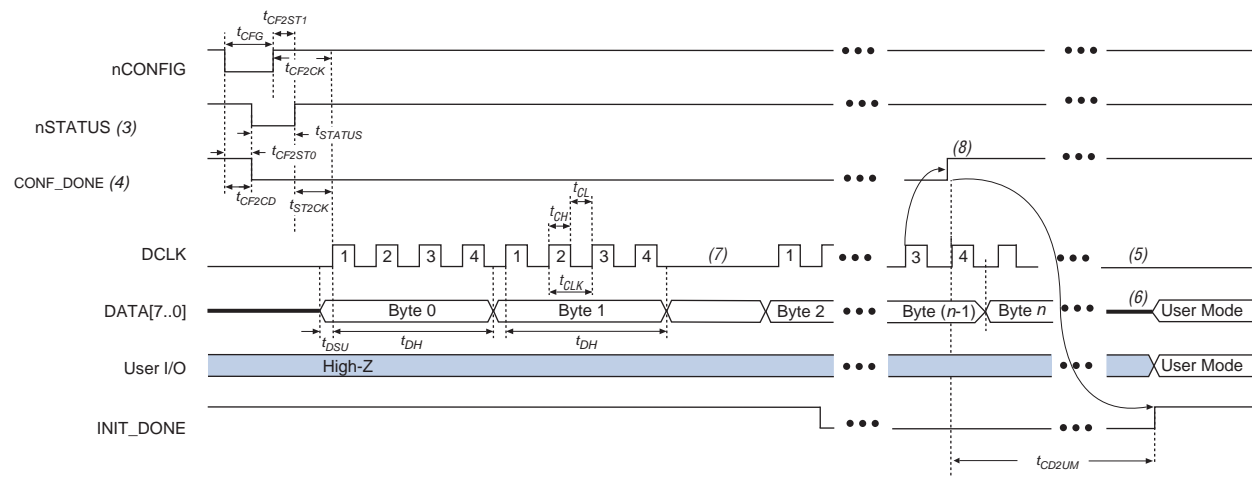 tCF2ST1
tCFG
nCONFIG
tCF2CK
nSTATUS (3)
tSTATUS
tCF2ST0
(8)
CONF_DONE (4)
tCF2CD
tST2CK
tCL
tCH
DCLK
1 2 3 4 1 2 3 4 (7) 1 3 4 (5)
tCLK
DATA[7..0]
Byte 0 Byte 1 Byte 2 Byte (n-1) Byte n (6) User Mode
tDSU tDH tDH
User I/O
High-Z User Mode
INIT_DONE
tCD2UM